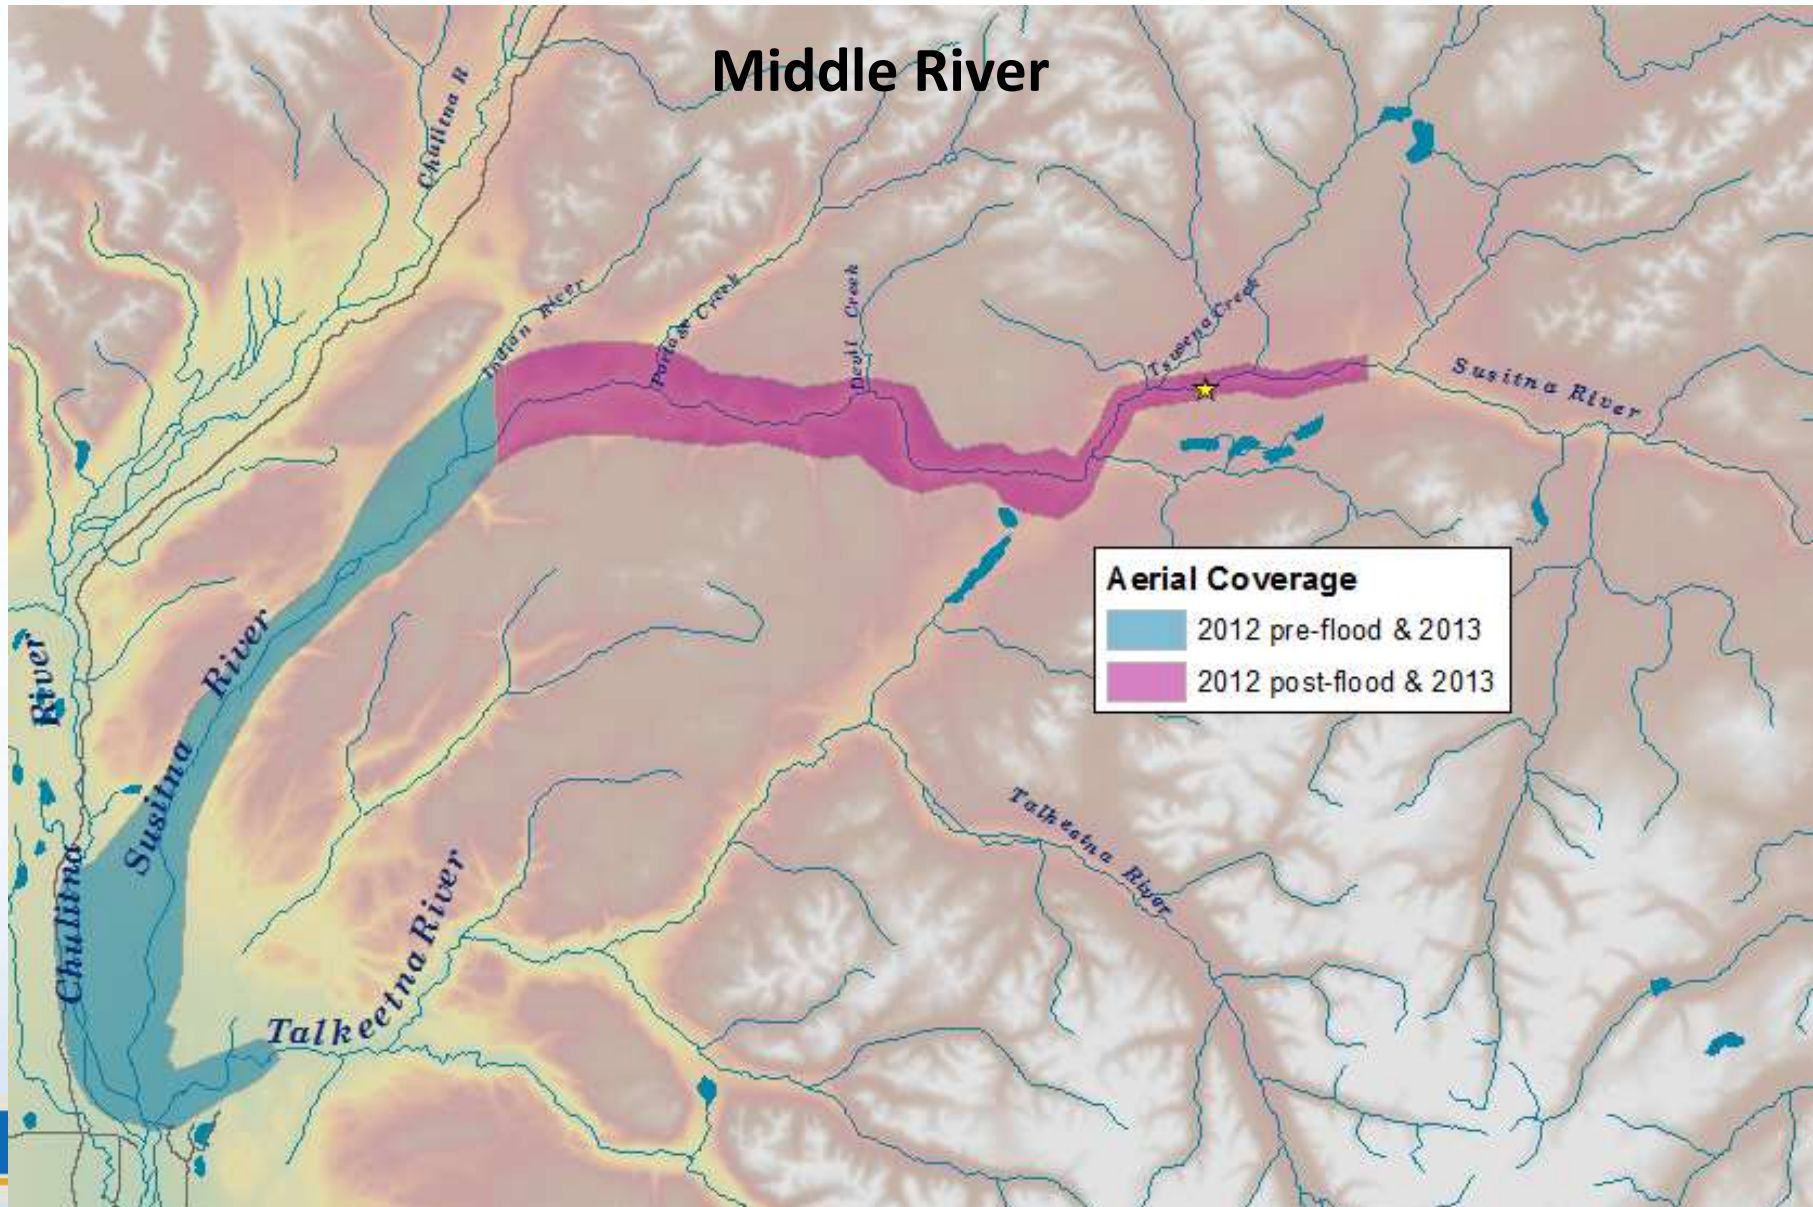 Middle River
Chulitna R
Indian River
Portage Creek
Devil Creek
Tsusena Creek
Susitna River
Aerial Coverage
2012 pre-flood & 2013
2012 post-flood & 2013
River
Chulitna
Susitna River
Talkeetna River
Talkeetna River